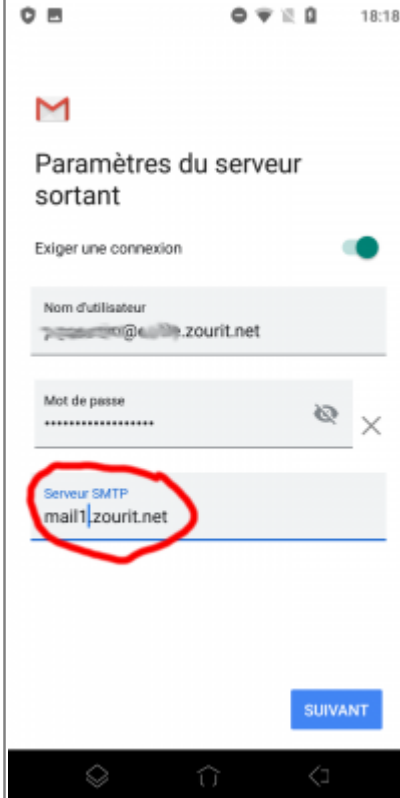 18:18
Paramètres du serveur
sortant
Exiger une connexion
Nom d'utilisateur
.zourit.net
Mot de passe
Serveur SMTP
mail1.zourit.net
SUIVANT